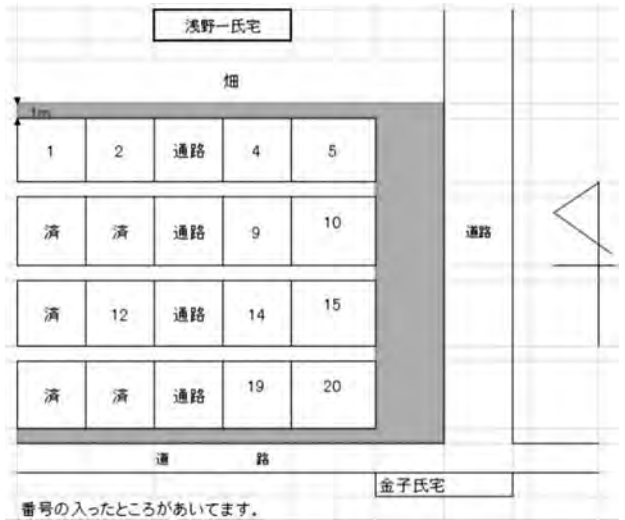 浅野一氏宅
畑
1m
1 2 通路 4 5
済 済 通路 9 10
道路
済 12 通路 14 15
済 済 通路 19 20
道 路
金子氏宅
番号の入ったところがあいてます。